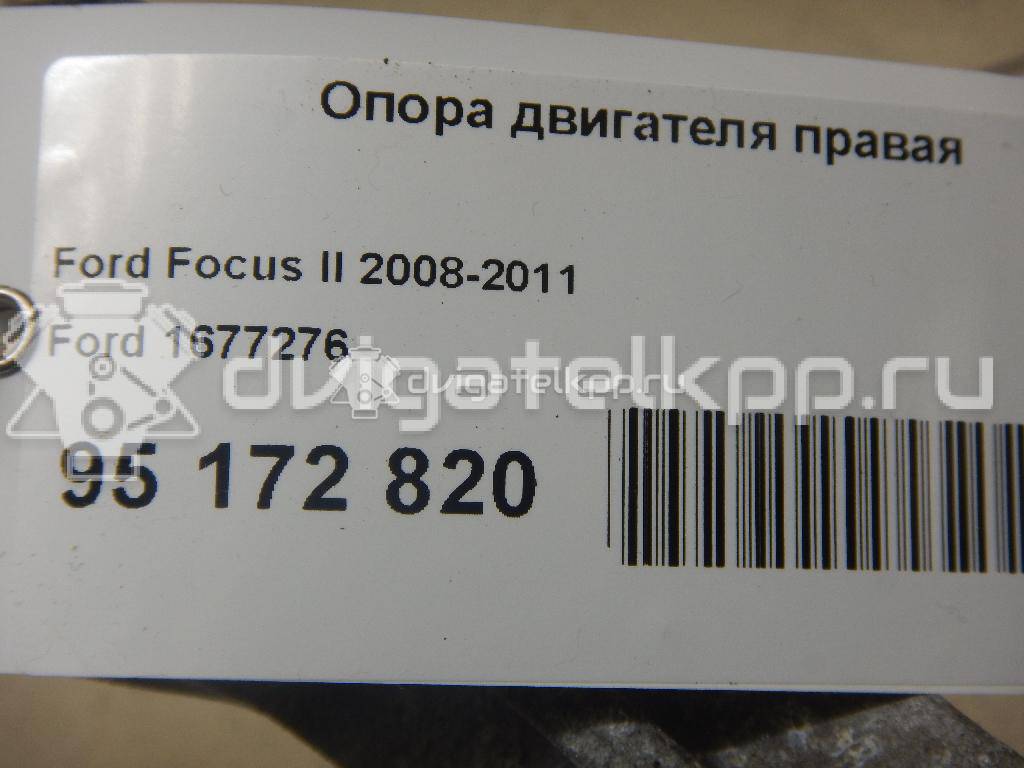 Опора двигателя правая
Ford Focus II 2008-2011
Ford 1677276
dvigatelkpp.ru
dvigatelkpp.ru
95 172 820